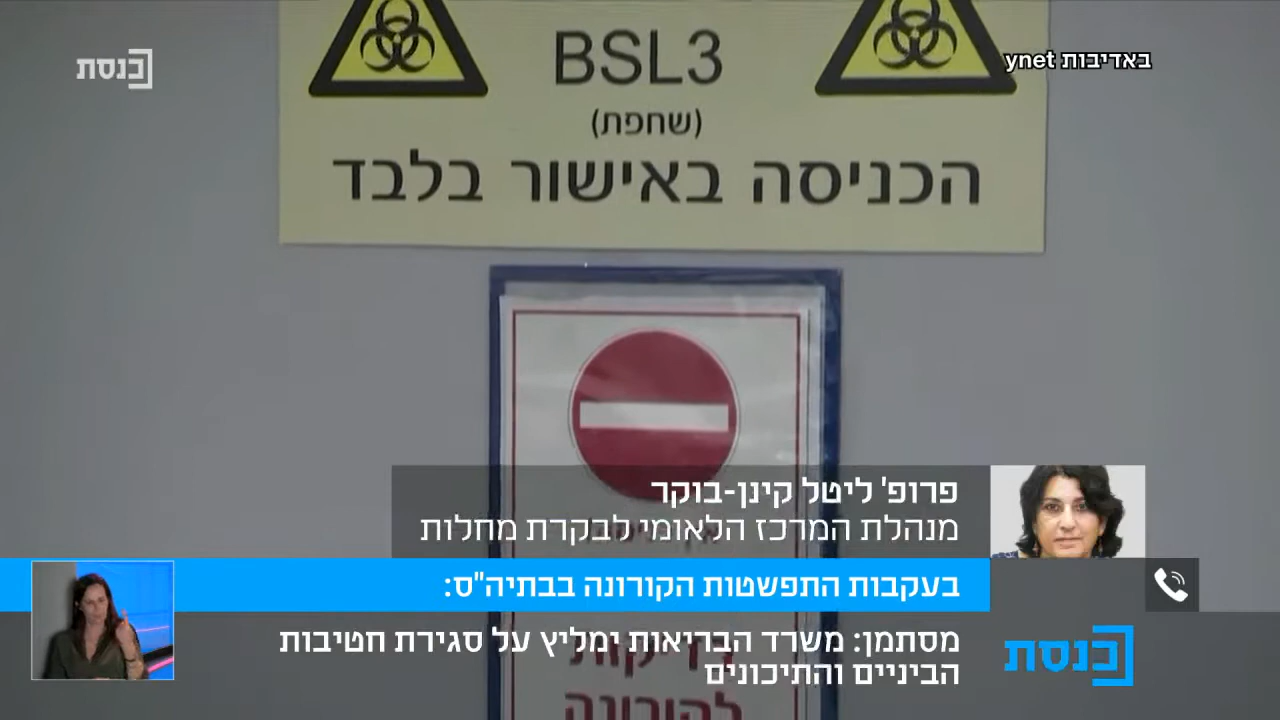 כנסת
באדיבות ynet
BSL3
(שחפת)
הכניסה באישור בלבד
פרופ' ליטל קינן-בוקר
מנהלת המרכז הלאומי לבקרת מחלות
בעקבות התפשטות הקורונה בבתיה"ס:
מסתמן: משרד הבריאות ימליץ על סגירת חטיבות
הביניים והתיכונים
כנסת
לקורונה